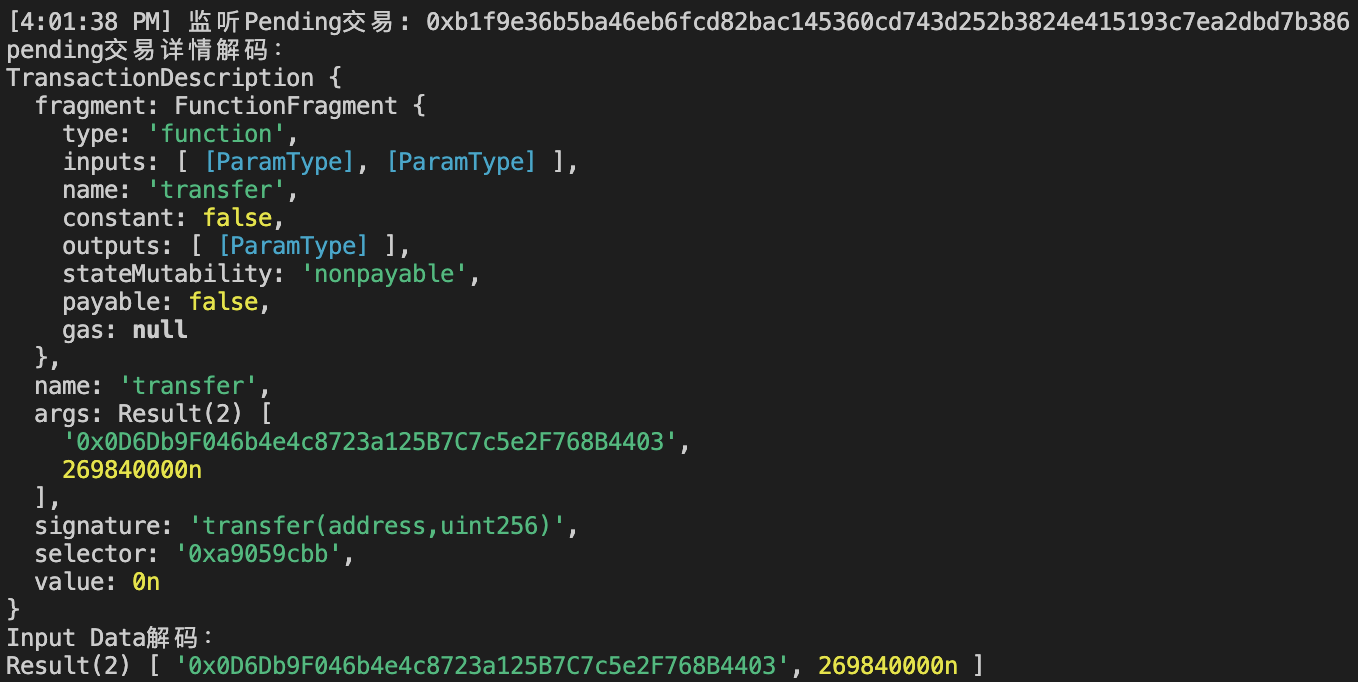 [4:01:38 PM] 监听Pending交易: 0xb1f9e36b5ba46eb6fcd82bac145360cd743d252b3824e415193c7ea2dbd7b386
pending交易详情解码:
TransactionDescription {
  fragment: FunctionFragment {
    type: 'function',
    inputs: [ [ParamType], [ParamType] ],
    name: 'transfer',
    constant: false,
    outputs: [ [ParamType] ],
    stateMutability: 'nonpayable',
    payable: false,
    gas: null
  },
  name: 'transfer',
  args: Result(2) [
    '0x0D6Db9F046b4e4c8723a125B7C7c5e2F768B4403',
    269840000n
  ],
  signature: 'transfer(address,uint256)',
  selector: '0xa9059cbb',
  value: 0n
}
Input Data解码:
Result(2) [ '0x0D6Db9F046b4e4c8723a125B7C7c5e2F768B4403', 269840000n ]